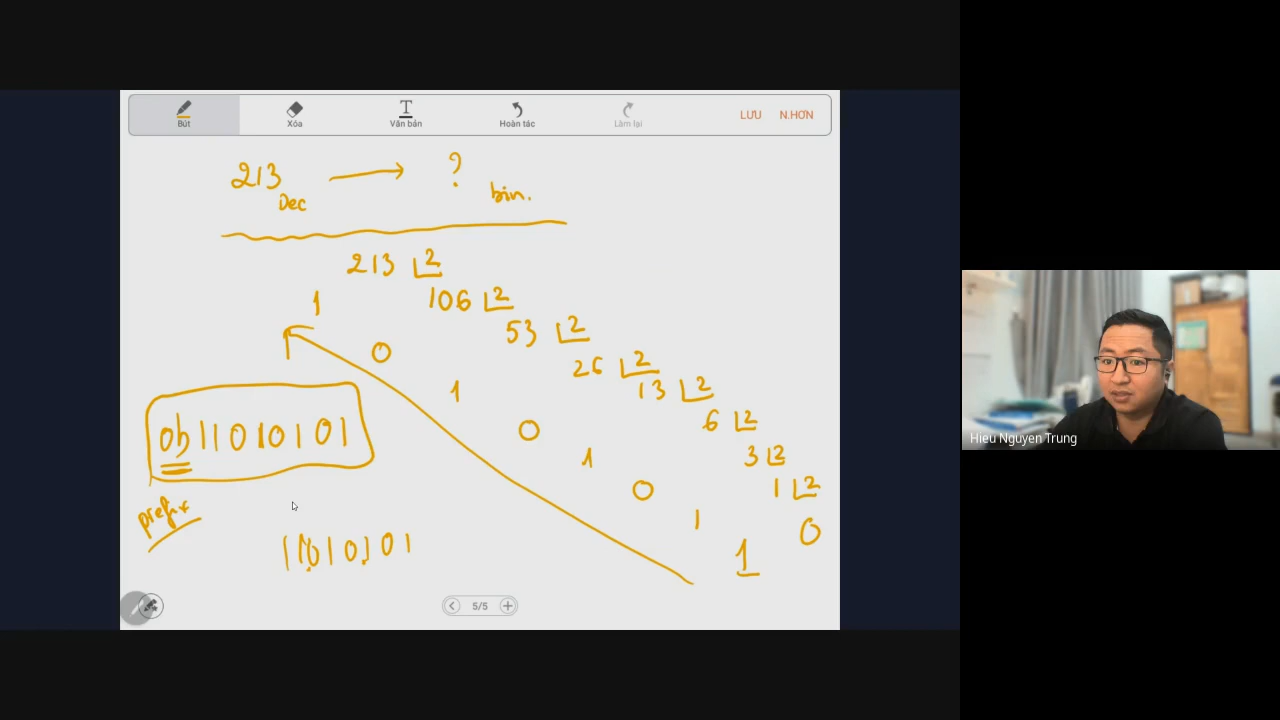 Bút Xóa Văn bản Hoàn tác Làm lại LƯU N.HƠN
213 Dec → ? bin.
213 2
1 106 2
0 53 2
1 26 2
0 13 2
1 6 2
0 3 2
1 1 2
1 0
0b11010101
prefix
11010101
5/5
Hieu Nguyen Trung